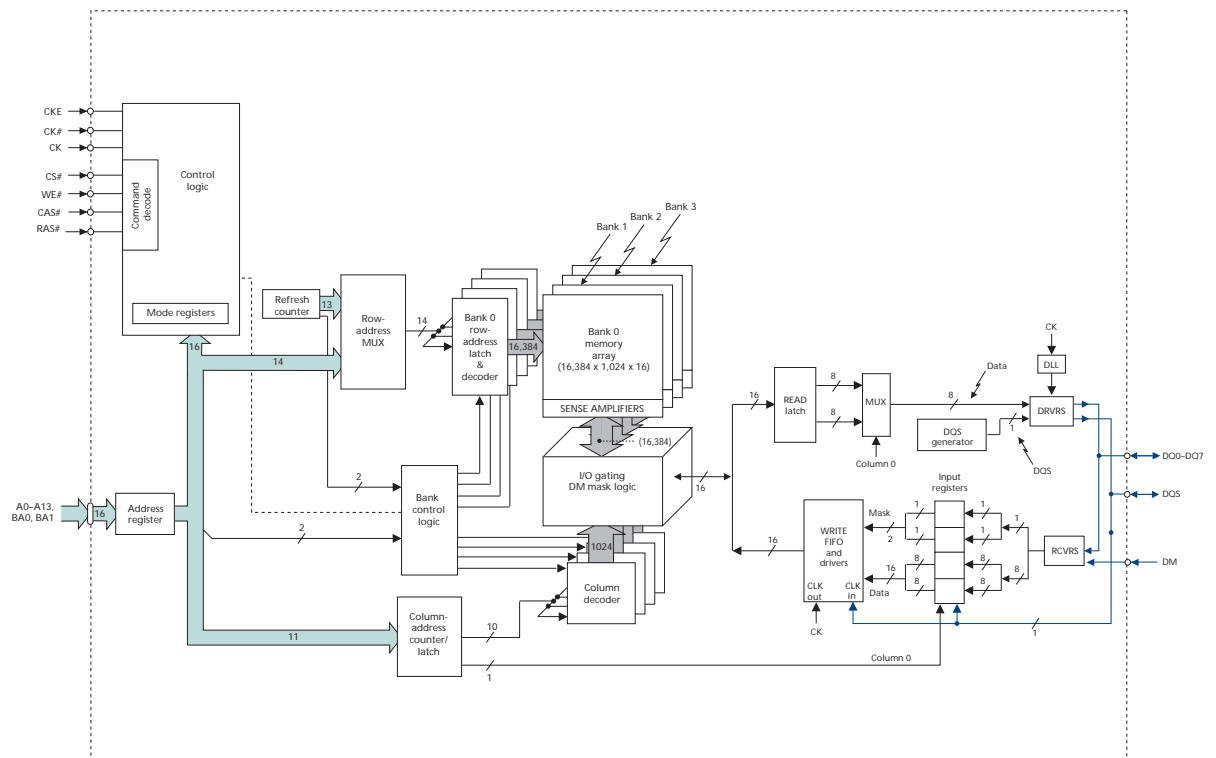 CKE
CK#
CK
CS#
WE#
CAS#
RAS#
Command
decode
Control
logic
Mode registers
16
Refresh
counter
13
Row-
address
MUX
14
14
Bank 0
row-
address
latch
&
decoder
16,384
Bank 1
Bank 2
Bank 3
Bank 0
memory
array
(16,384 x 1,024 x 16)
SENSE AMPLIFIERS
(16,384)
I/O gating
DM mask logic
16
2
Bank
control
logic
2
A0–A13,
BA0, BA1
16
Address
register
1024
Column
decoder
11
Column-
address
counter/
latch
10
1
Column 0
16
READ
latch
8
8
MUX
Column 0
8
Data
DQS
generator
1
DQS
CK
DLL
DRVRS
DQ0–DQ7
DQS
DM
Input
registers
16
WRITE
FIFO
and
drivers
CLK
out
CLK
in
CK
Mask
2
16
Data
1
1
8
8
1
1
8
8
1
8
RCVRS
1